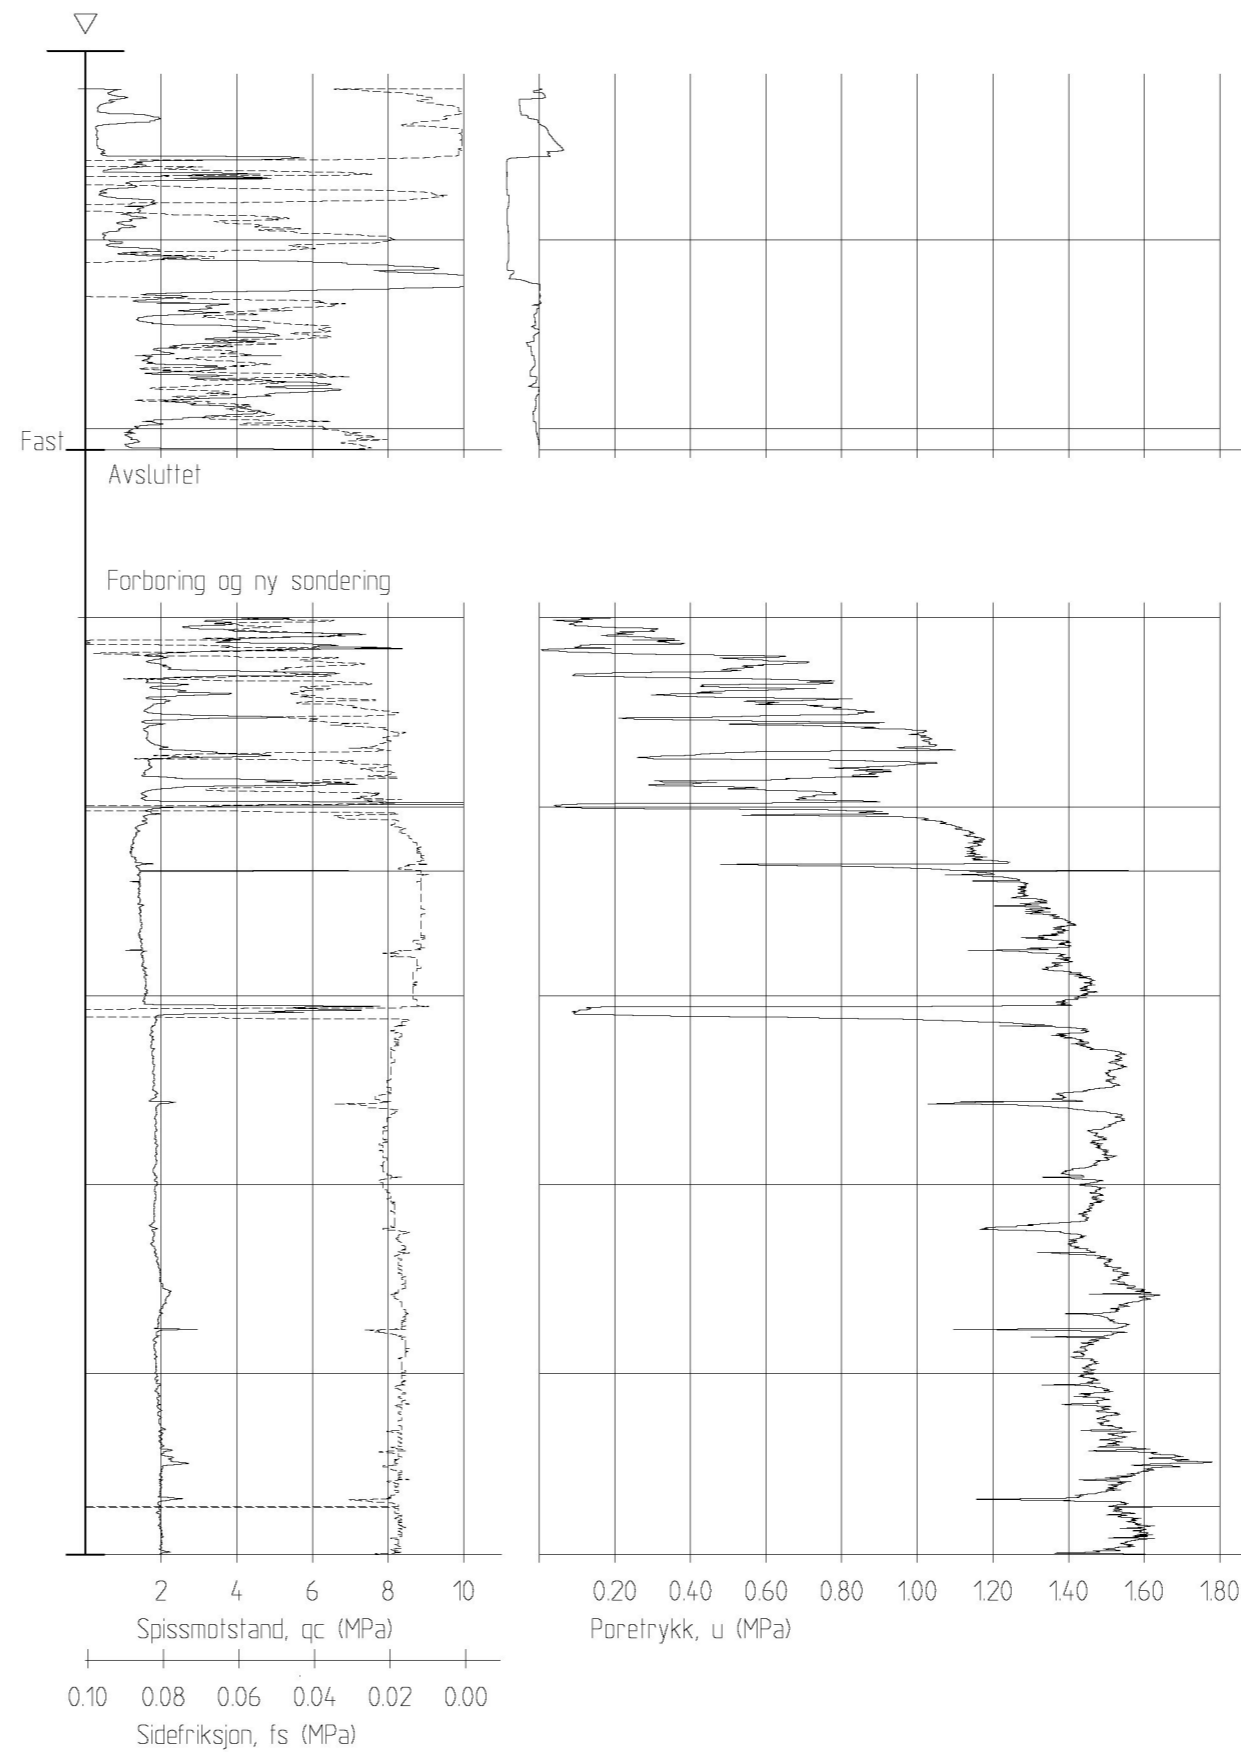 Fast
Avsluttet
Forboring og ny sondering
2 4 6 8 10
0.20 0.40 0.60 0.80 1.00 1.20 1.40 1.60 1.80
Spissmotstand, qc (MPa)
Poretrykk, u (MPa)
0.10 0.08 0.06 0.04 0.02 0.00
Sidefriksjon, fs (MPa)